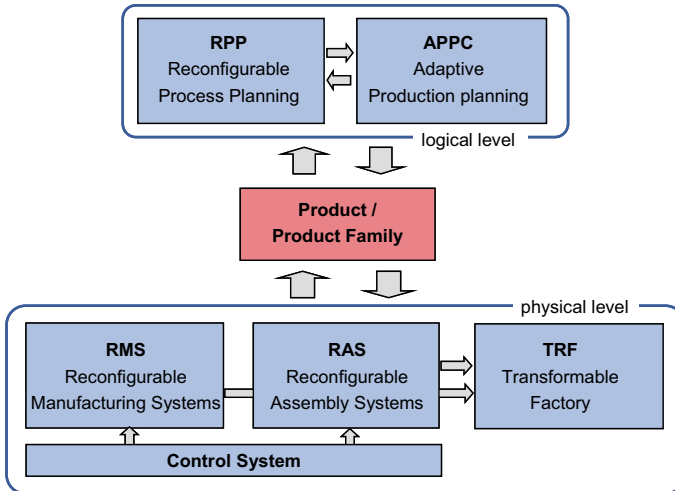 RPP
Reconfigurable
Process Planning
APPC
Adaptive
Production planning
logical level
Product /
Product Family
physical level
RMS
Reconfigurable
Manufacturing Systems
RAS
Reconfigurable
Assembly Systems
TRF
Transformable
Factory
Control System